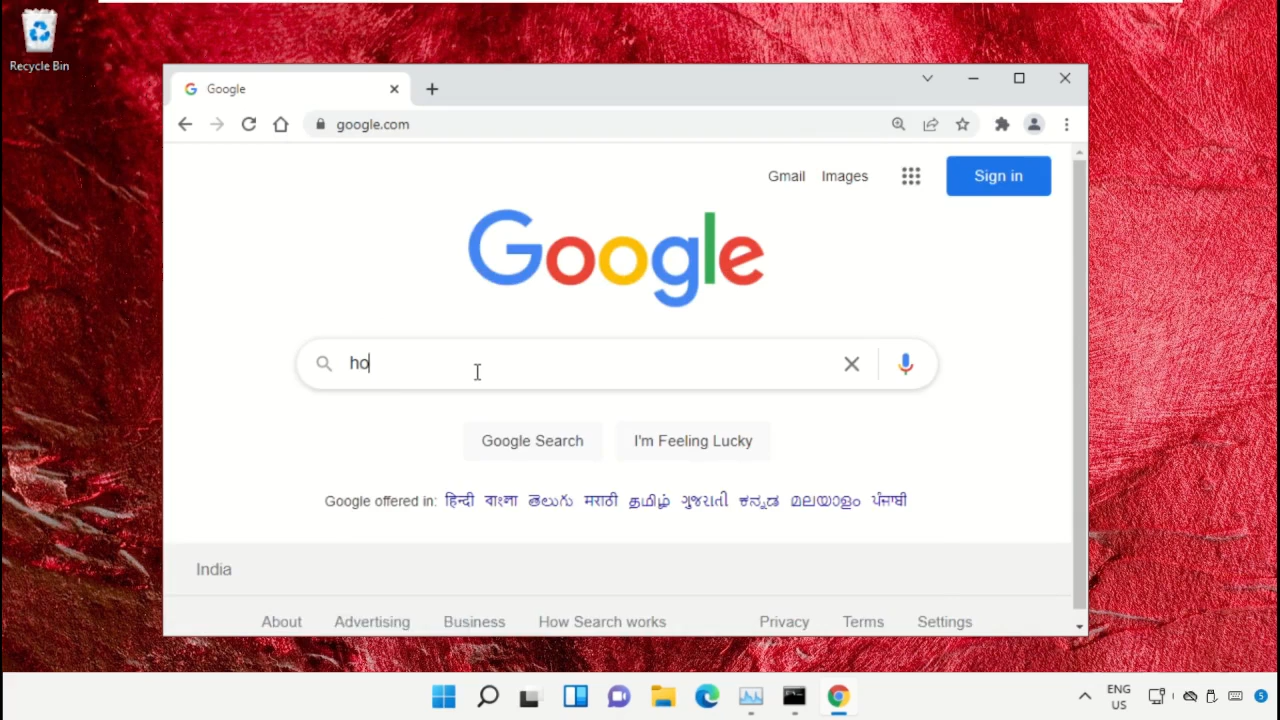 Recycle Bin
Google
google.com
Gmail Images Sign in
Google
ho
Google Search I'm Feeling Lucky
Google offered in: हिन्दी বাংলা తెలుగు मराठी தமிழ் ગુજરાતી ಕನ್ನಡ മലയാളം ਪੰਜਾਬੀ
India
About Advertising Business How Search works Privacy Terms Settings
ENG
US
5